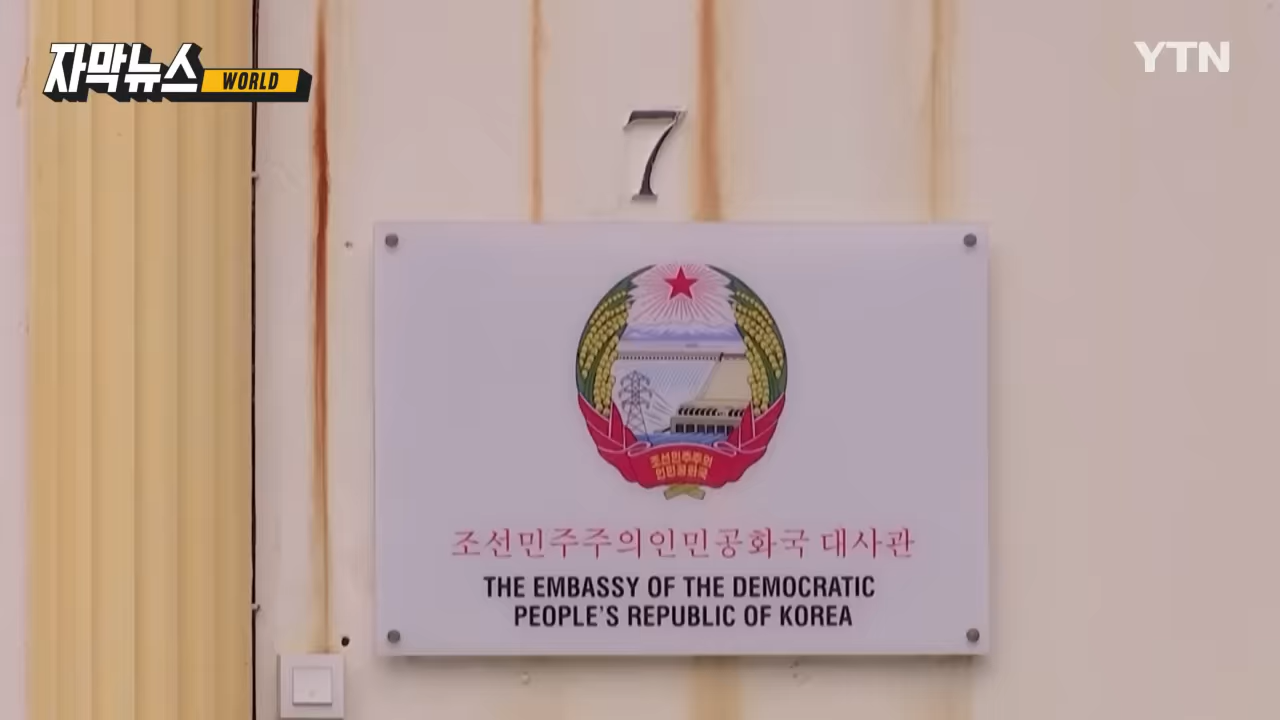 자막뉴스
WORLD
YTN
7
조선민주주의
인민공화국
조선민주주의인민공화국 대사관
THE EMBASSY OF THE DEMOCRATIC
PEOPLE'S REPUBLIC OF KOREA